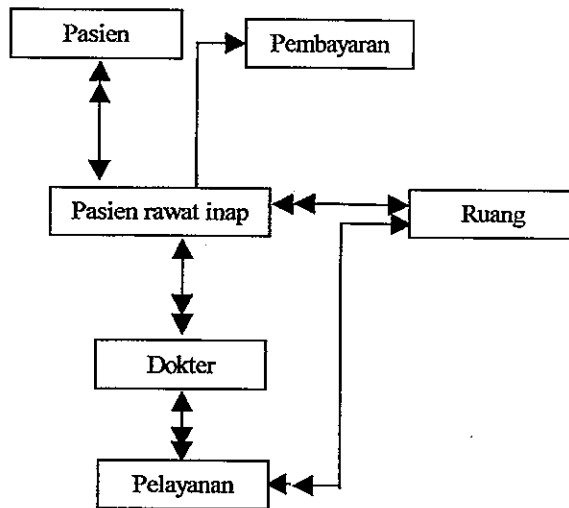 Pasien
Pembayaran
Pasien rawat inap
Ruang
Dokter
Pelayanan